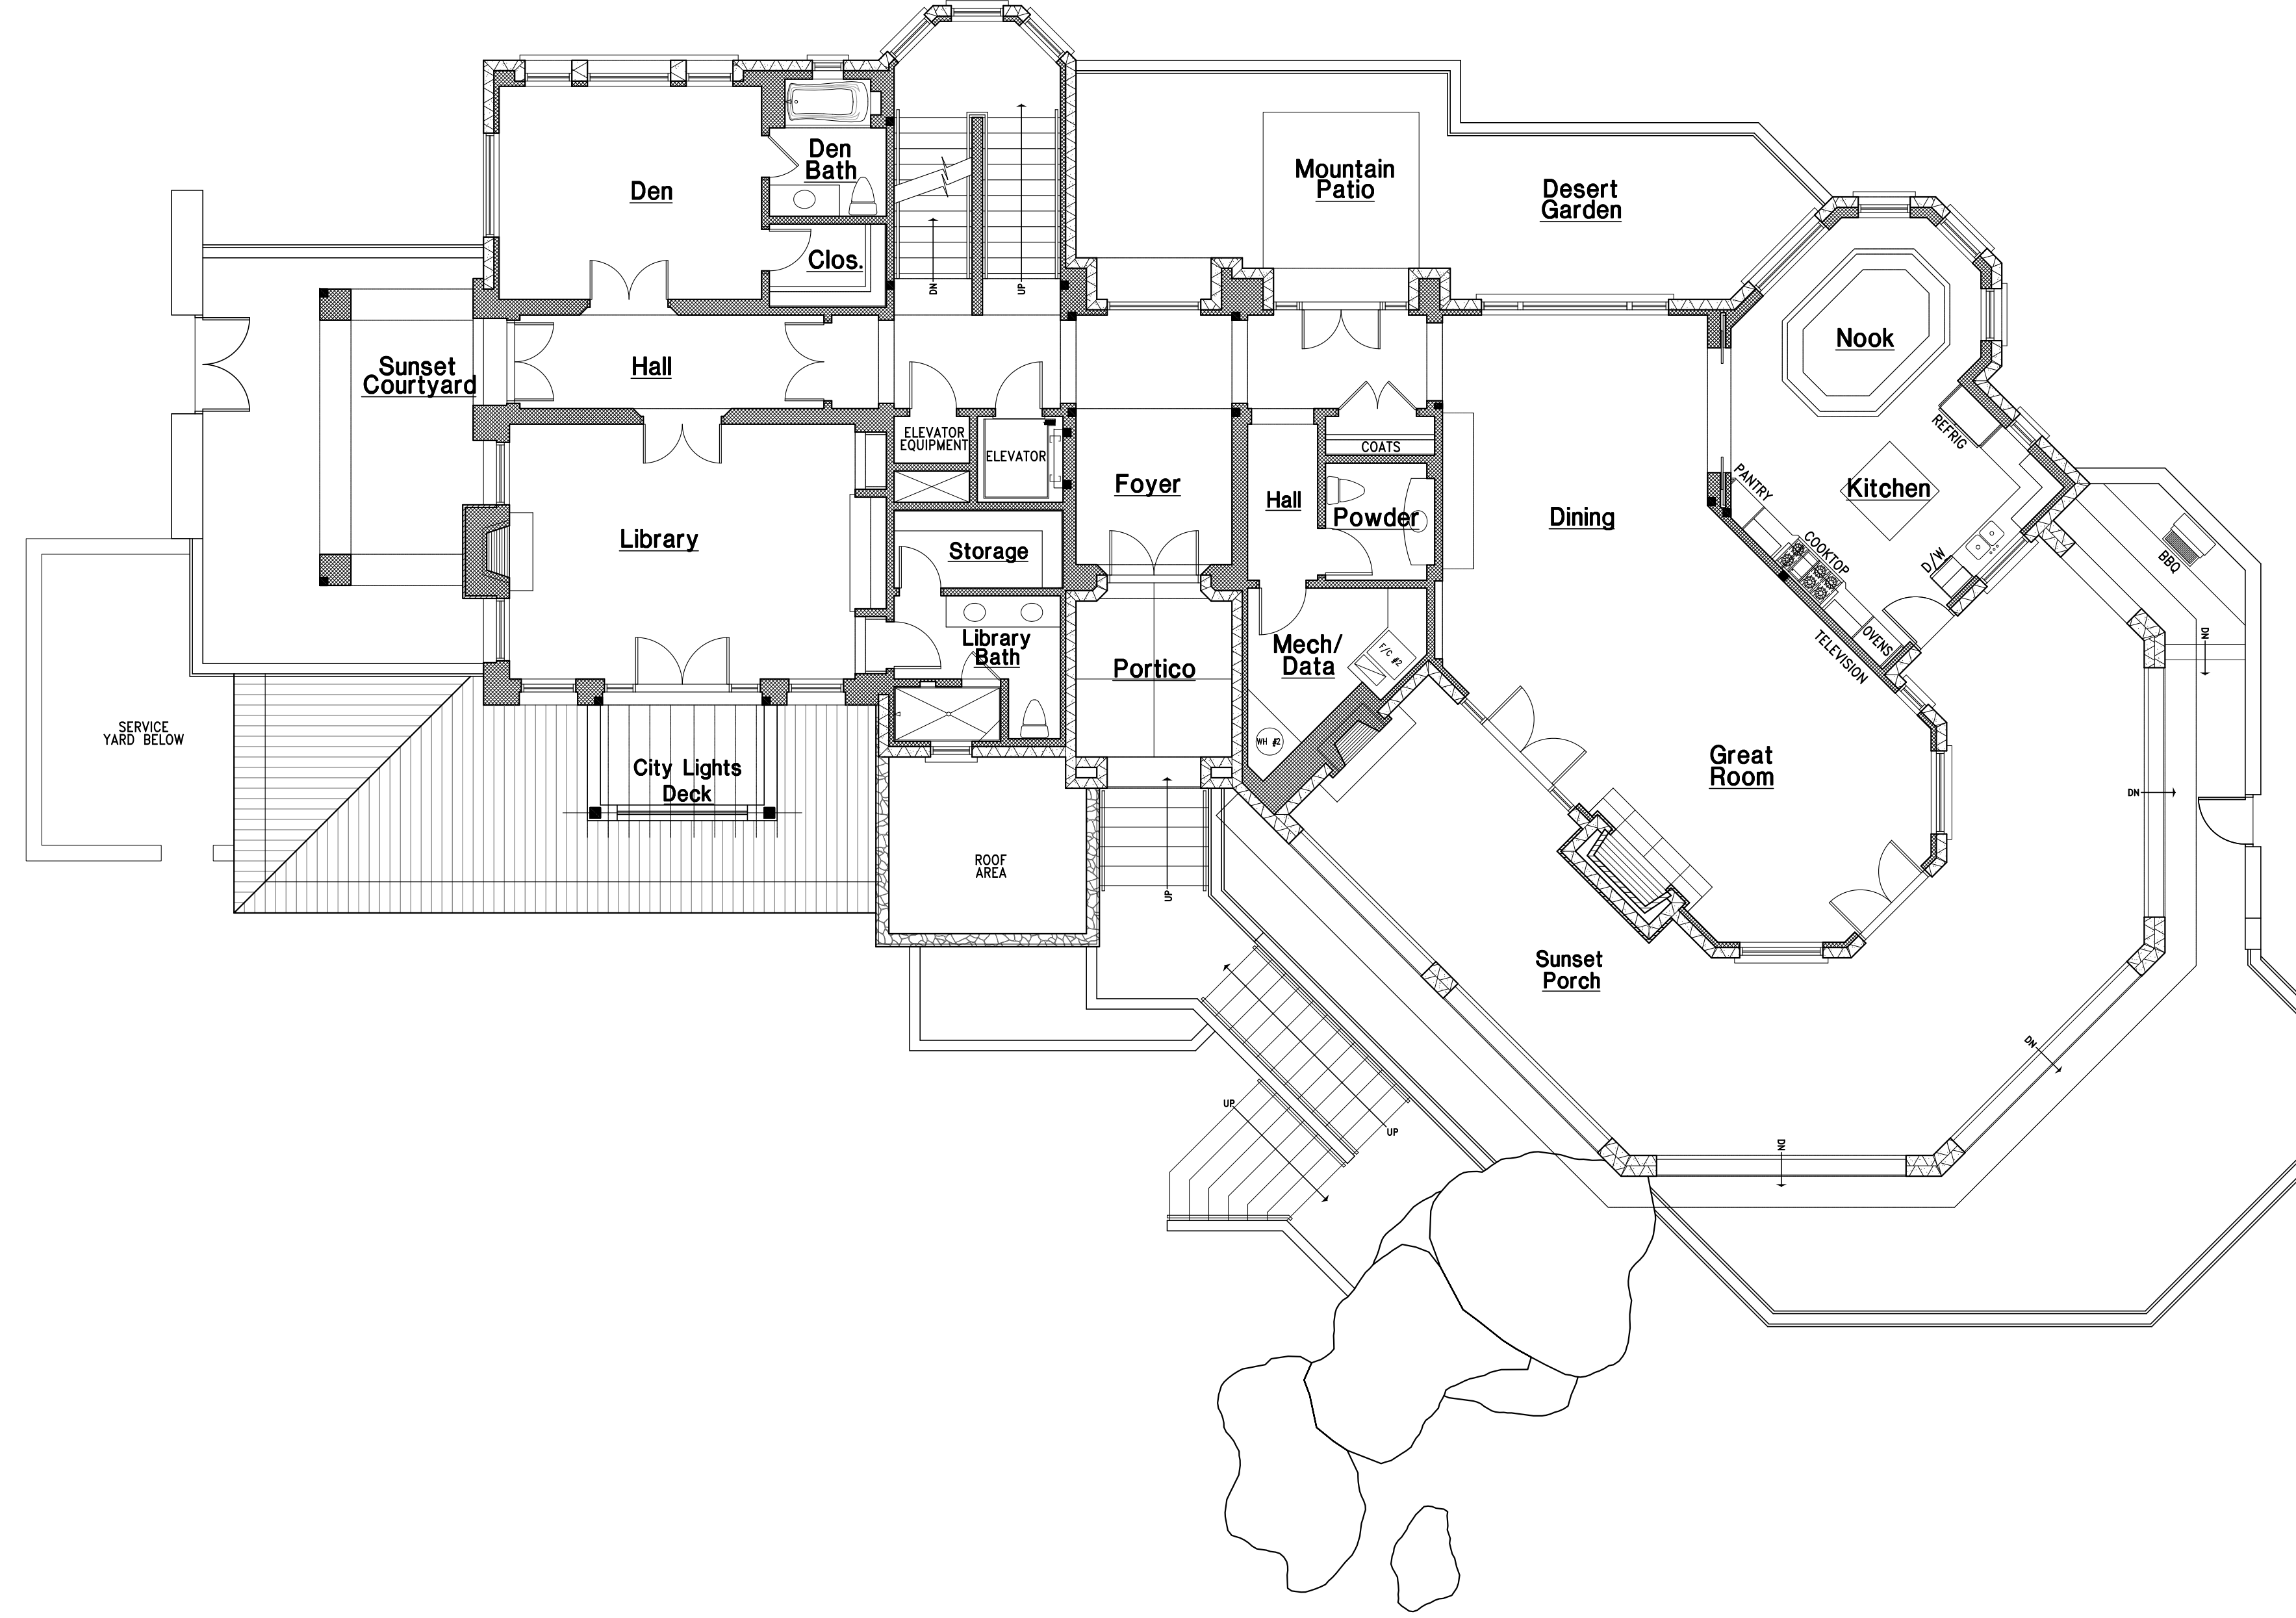 Den
Den
Bath
Clos.
DN
UP
Mountain
Patio
Desert
Garden
Nook
Sunset
Courtyard
Hall
ELEVATOR
EQUIPMENT
ELEVATOR
Foyer
Hall
COATS
Powder
Dining
PANTRY
Kitchen
REFRIG
COOKTOP
D/W
OVENS
TELEVISION
BBQ
DN
Library
Storage
Library
Bath
Portico
Mech/
Data
F/C #2
WH #2
SERVICE
YARD BELOW
City Lights
Deck
Great
Room
DN
ROOF
AREA
UP
Sunset
Porch
DN
UP
UP
DN